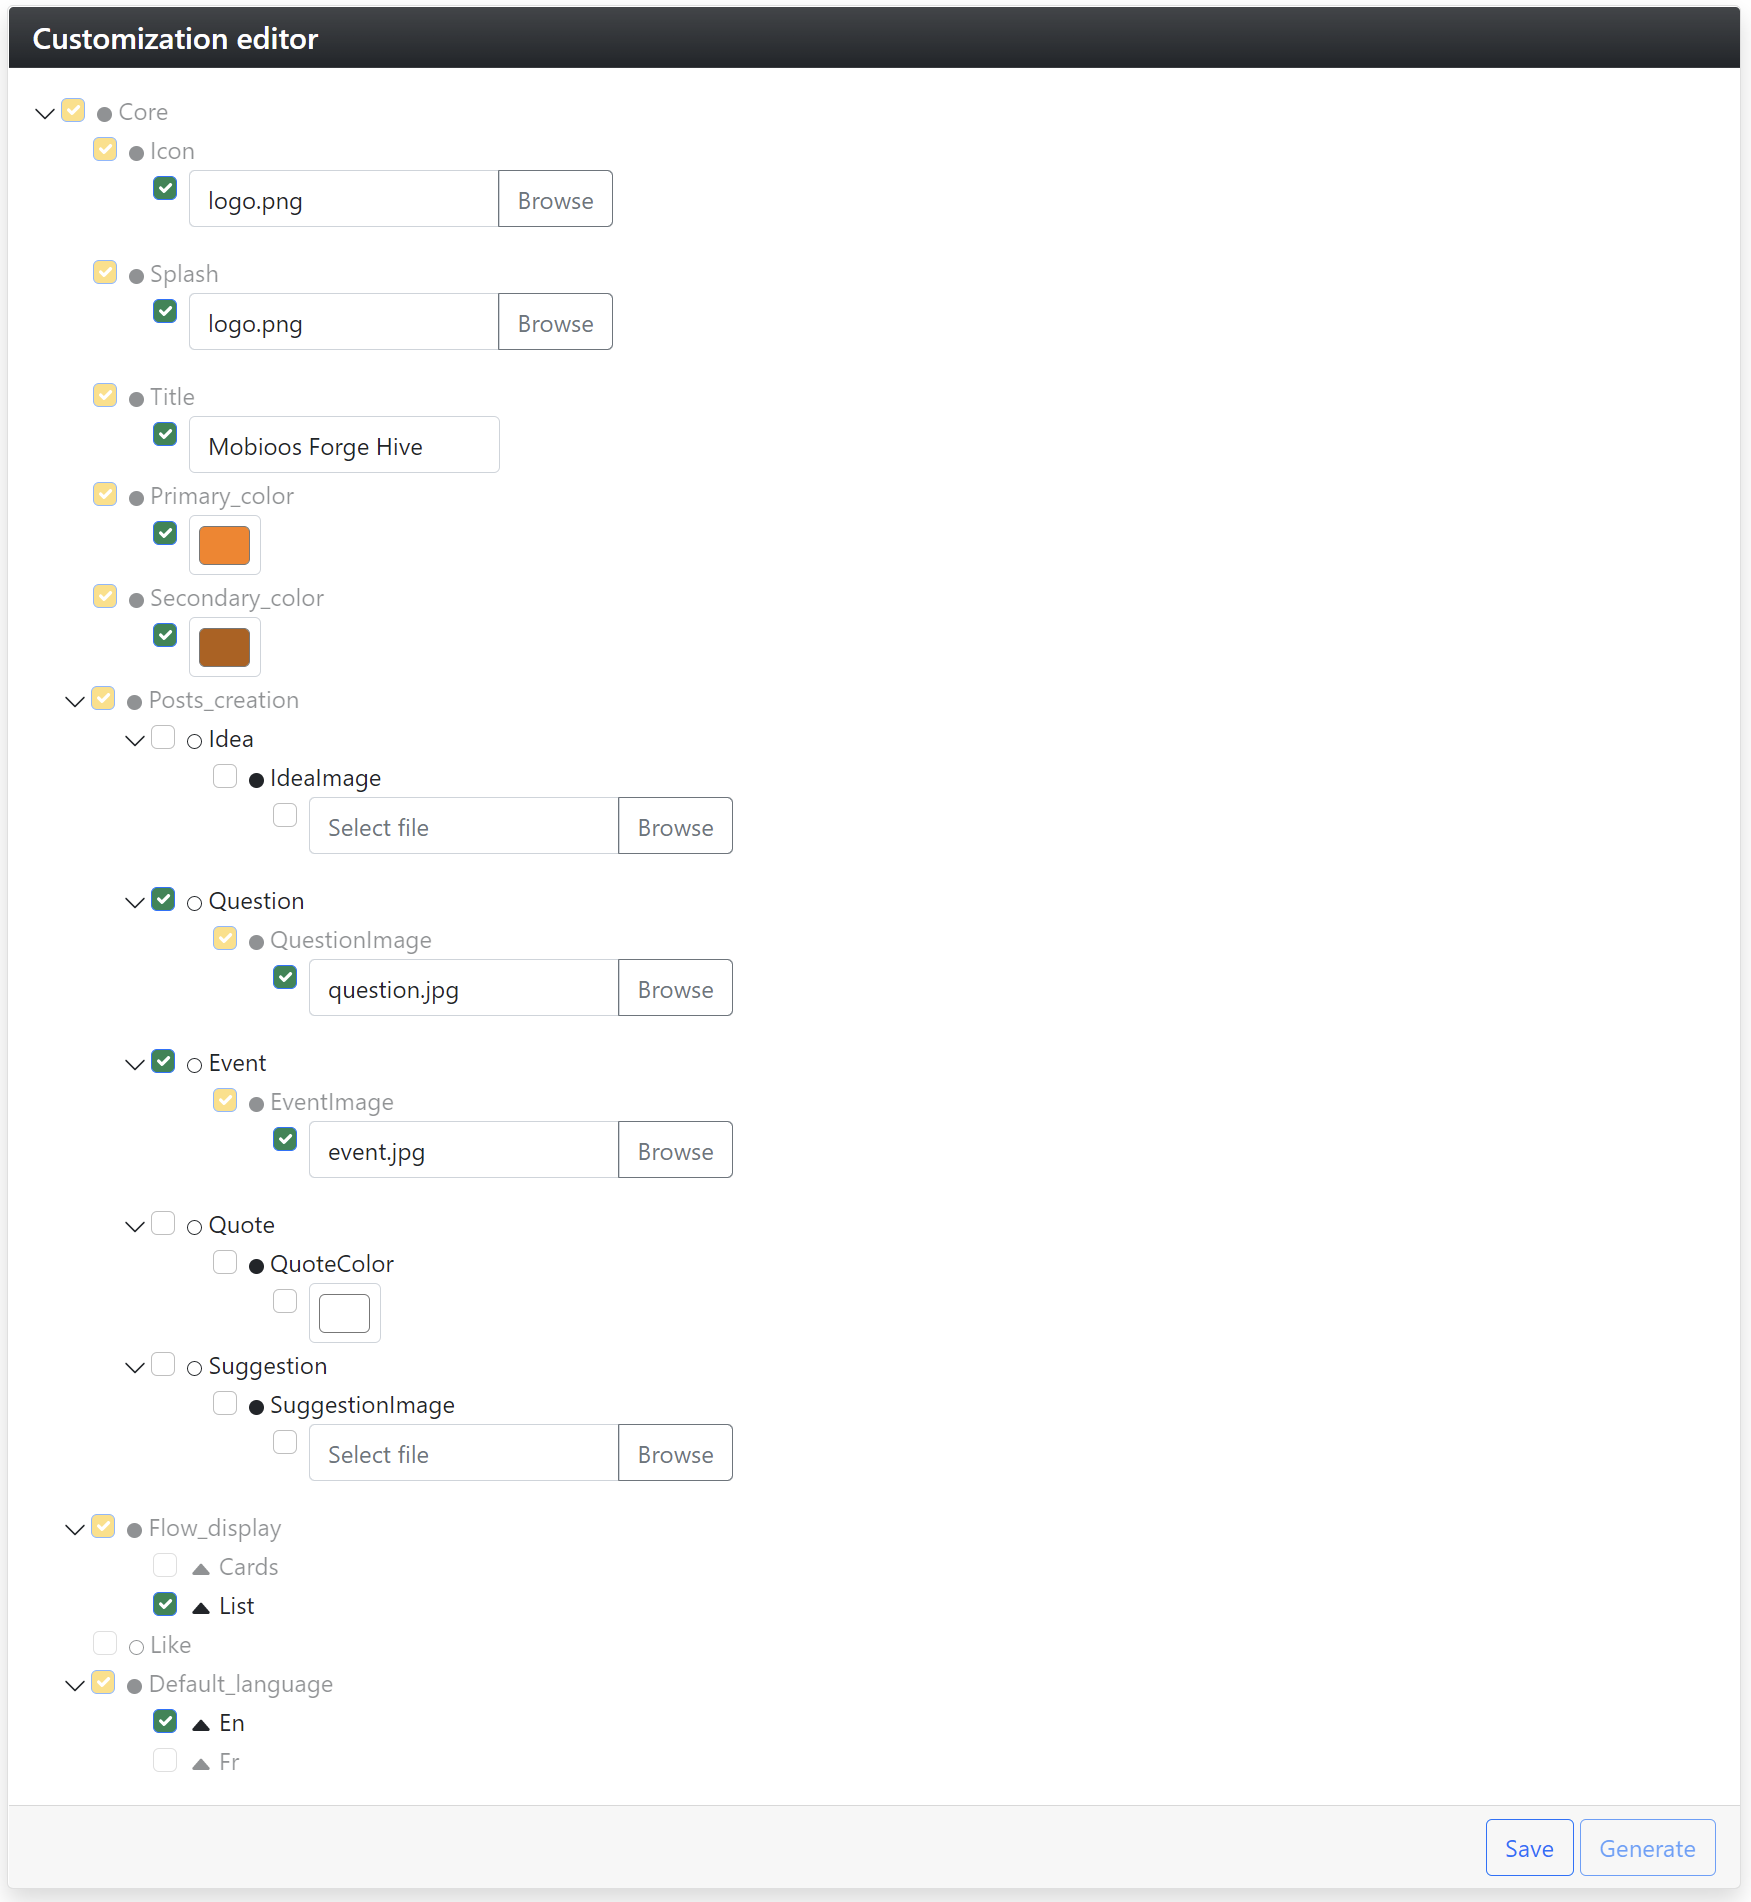 Customization editor
Core
Icon
logo.png Browse
Splash
logo.png Browse
Title
Mobioos Forge Hive
Primary_color
Secondary_color
Posts_creation
Idea
IdeaImage
Select file Browse
Question
QuestionImage
question.jpg Browse
Event
EventImage
event.jpg Browse
Quote
QuoteColor
Suggestion
SuggestionImage
Select file Browse
Flow_display
Cards
List
Like
Default_language
En
Fr
Save Generate